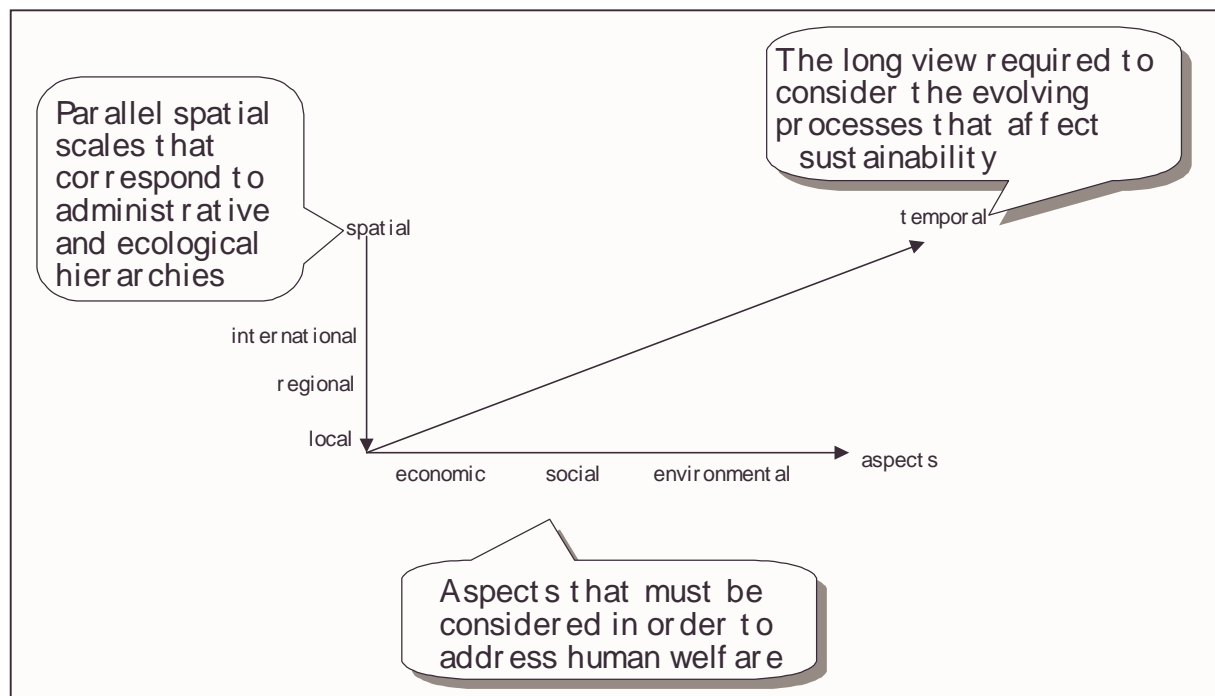 The long view required to
consider the evolving
processes that affect
sustainability
Parallel spatial
scales that
correspond to
administrative
and ecological
hierarchies
temporal
spatial
international
regional
local
economic social environmental aspects
Aspects that must be
considered in order to
address human welfare